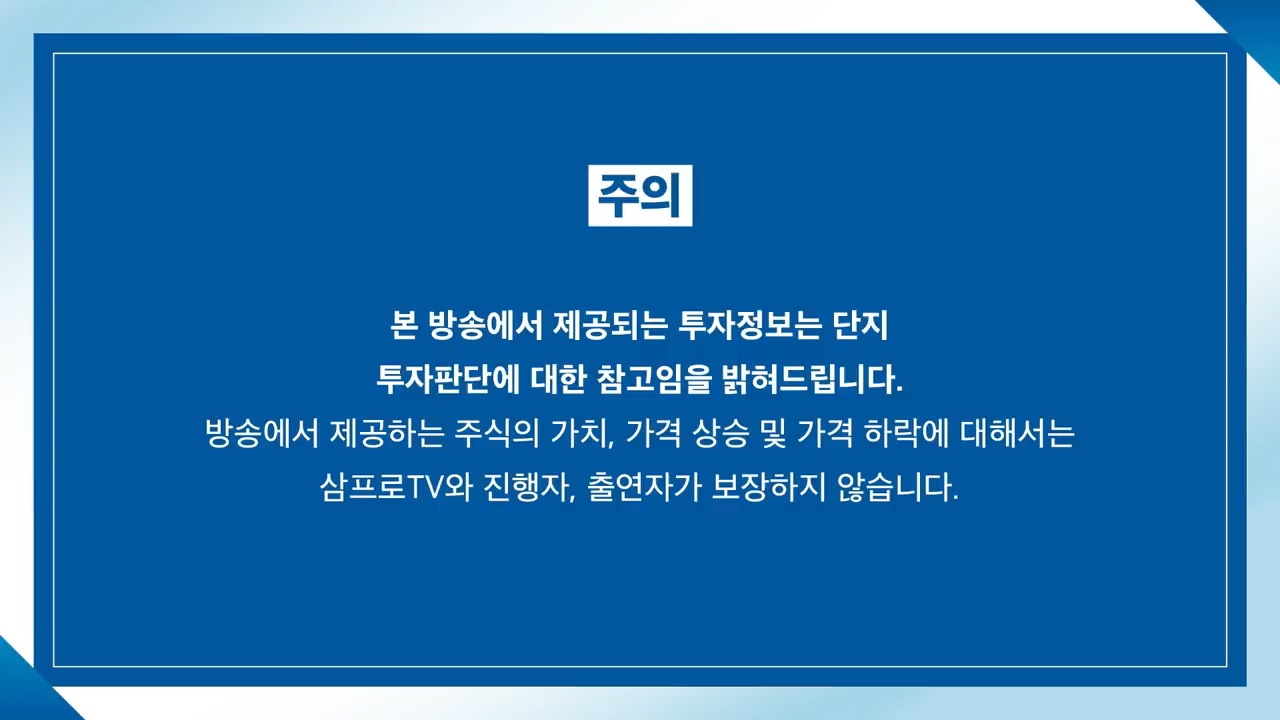 주의
본 방송에서 제공되는 투자정보는 단지
투자판단에 대한 참고임을 밝혀드립니다.
방송에서 제공하는 주식의 가치, 가격 상승 및 가격 하락에 대해서는
삼프로TV와 진행자, 출연자가 보장하지 않습니다.